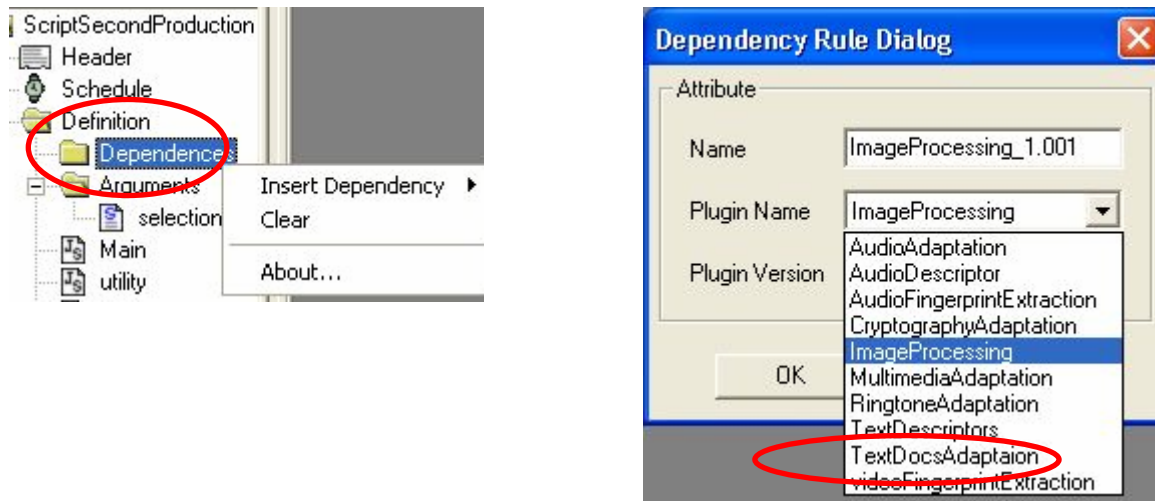 ScriptSecondProduction
Header
Schedule
Definition
Dependences
Arguments
selection
Main
utility
Insert Dependency
Clear
About...
Dependency Rule Dialog
Attribute
Name ImageProcessing_1.001
Plugin Name ImageProcessing
Plugin Version
AudioAdaptation
AudioDescriptor
AudioFingerprintExtraction
CryptographyAdaptation
ImageProcessing
MultimediaAdaptation
RingtoneAdaptation
TextDescriptors
TextDocsAdaptaion
videoFingerprintExtraction
OK